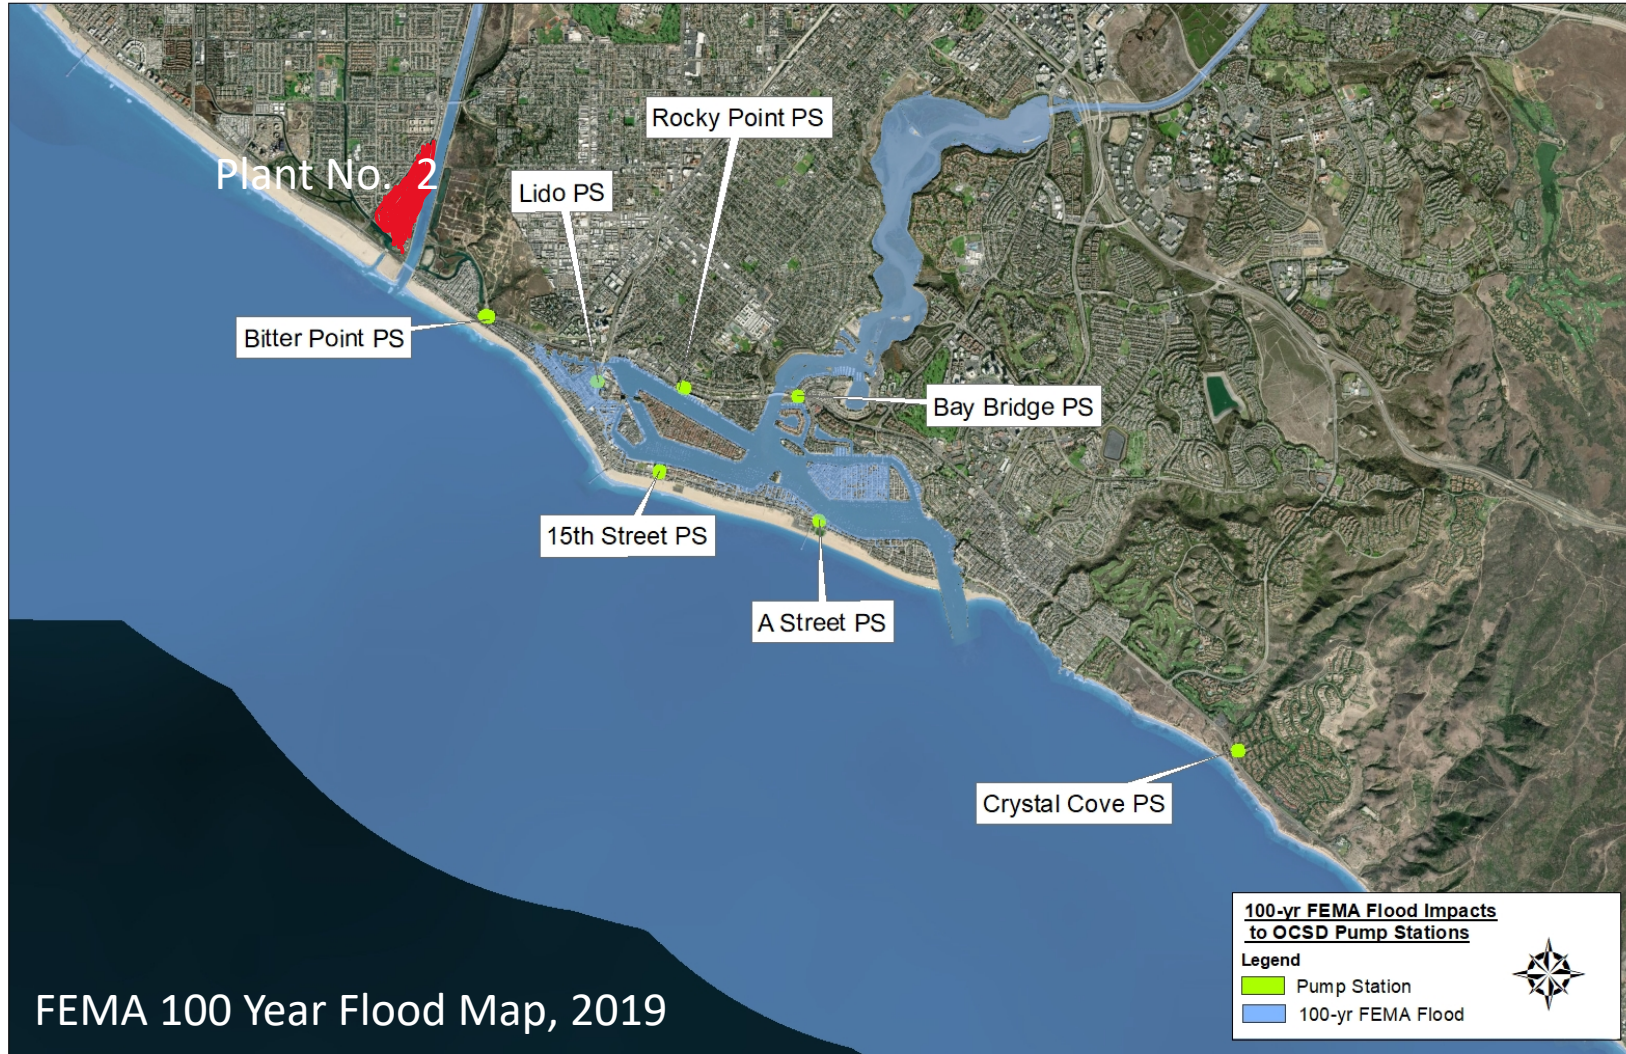 Rocky Point PS
Plant No. 2
Lido PS
Bitter Point PS
Bay Bridge PS
15th Street PS
A Street PS
Crystal Cove PS
100-yr FEMA Flood Impacts
to OCSD Pump Stations
Legend
Pump Station
100-yr FEMA Flood
FEMA 100 Year Flood Map, 2019